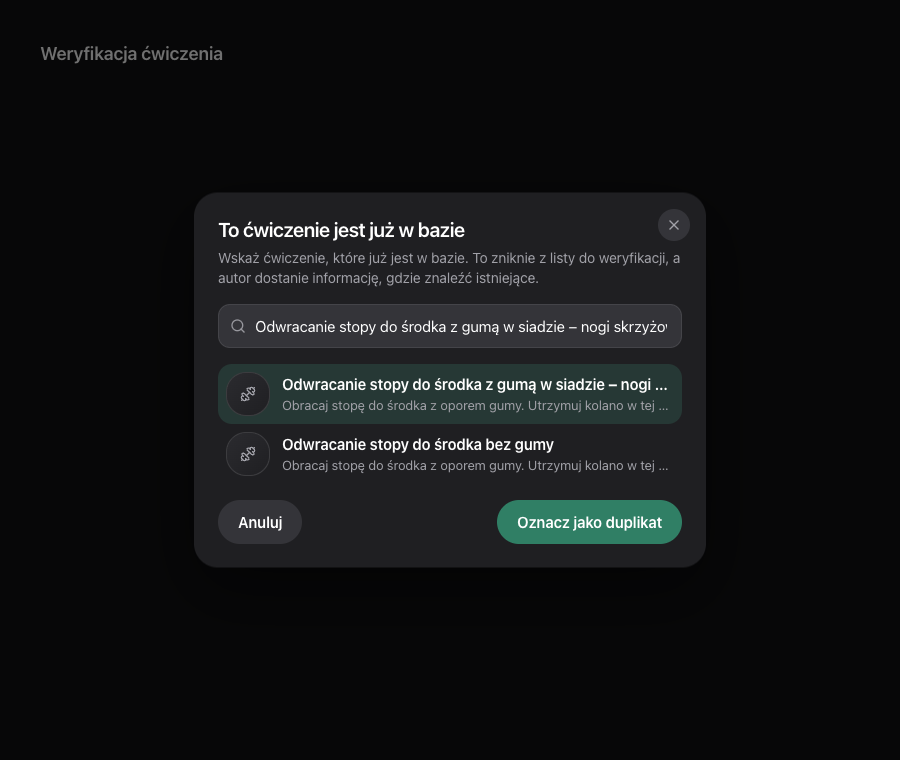 Weryfikacja ćwiczenia
To ćwiczenie jest już w bazie
Wskaż ćwiczenie, które już jest w bazie. To zniknie z listy do weryfikacji, a
autor dostanie informację, gdzie znaleźć istniejące.
Odwracanie stopy do środka z gumą w siadzie – nogi skrzyżow
Odwracanie stopy do środka z gumą w siadzie – nogi ...
Obracaj stopę do środka z oporem gumy. Utrzymuj kolano w tej ...
Odwracanie stopy do środka bez gumy
Obracaj stopę do środka z oporem gumy. Utrzymuj kolano w tej ...
Anuluj
Oznacz jako duplikat